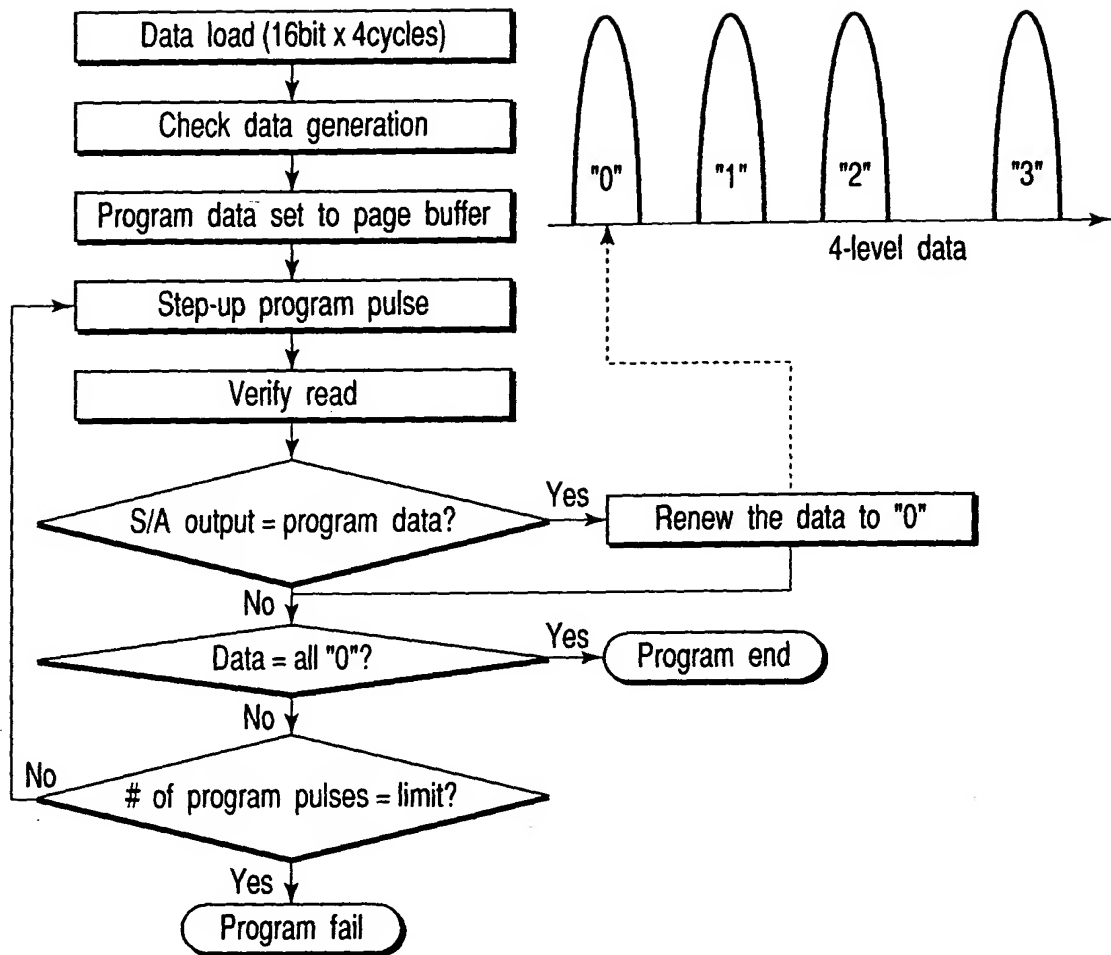 Data load (16bit x 4cycles)
Check data generation
Program data set to page buffer
Step-up program pulse
Verify read
S/A output = program data?
Yes
Renew the data to "0"
No
Data = all "0"?
Yes
Program end
No
# of program pulses = limit?
No
Yes
Program fail
"0"
"1"
"2"
"3"
4-level data